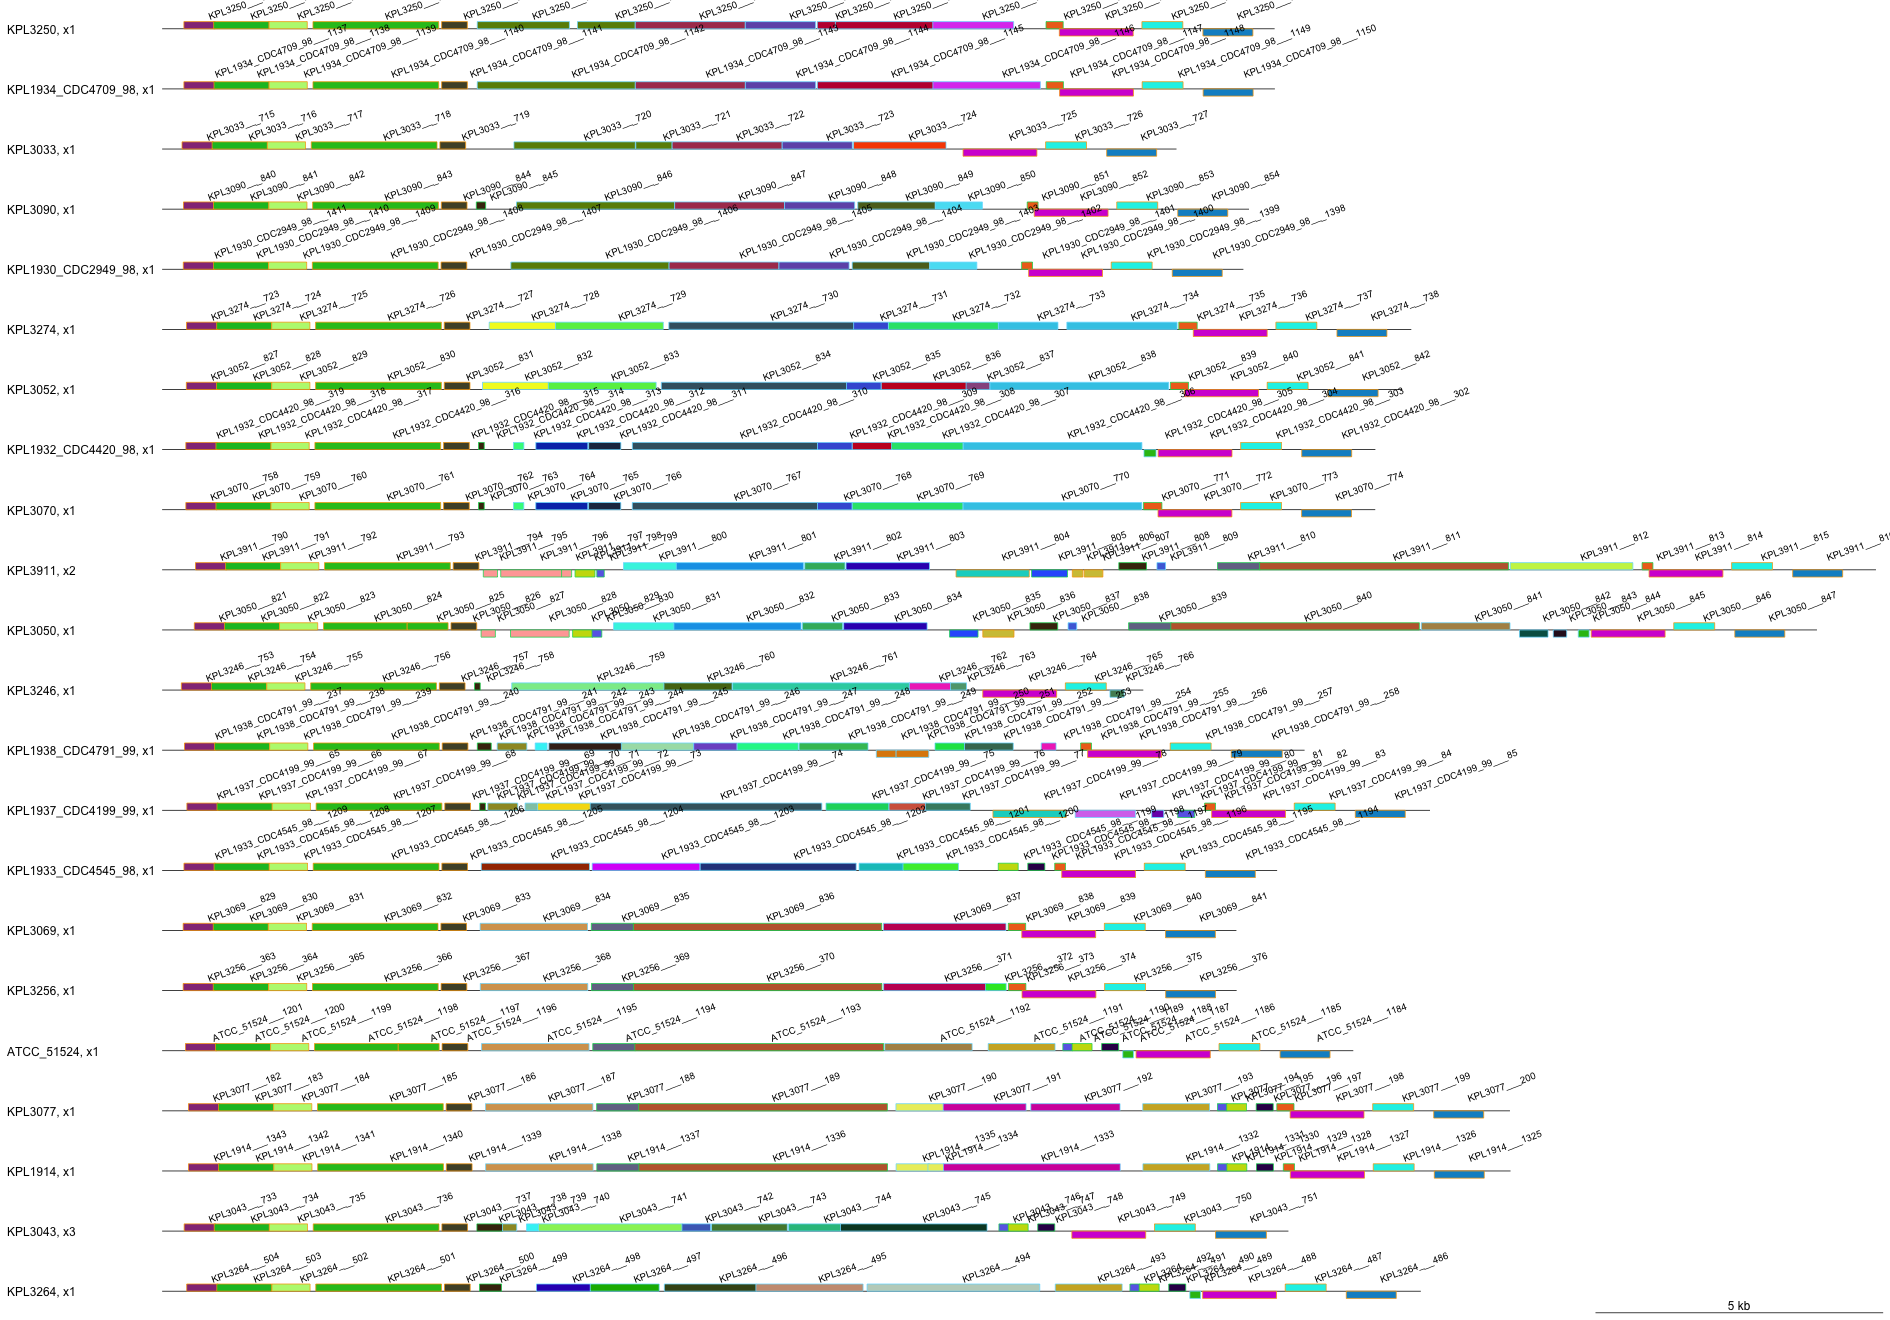 KPL3250, x1
KPL1934_CDC4709_98___1137 KPL1934_CDC4709_98___1138 KPL1934_CDC4709_98___1139 KPL1934_CDC4709_98___1140 KPL1934_CDC4709_98___1141 KPL1934_CDC4709_98___1142 KPL1934_CDC4709_98___1143 KPL1934_CDC4709_98___1144 KPL1934_CDC4709_98___1145 KPL1934_CDC4709_98___1146 KPL1934_CDC4709_98___1147 KPL1934_CDC4709_98___1148 KPL1934_CDC4709_98___1149 KPL1934_CDC4709_98___1150
KPL1934_CDC4709_98, x1
KPL3033___715 KPL3033___716 KPL3033___717 KPL3033___718 KPL3033___719 KPL3033___720 KPL3033___721 KPL3033___722 KPL3033___723 KPL3033___724 KPL3033___725 KPL3033___726 KPL3033___727
KPL3033, x1
KPL3090___840 KPL3090___841 KPL3090___842 KPL3090___843 KPL3090___844 KPL3090___845 KPL3090___846 KPL3090___847 KPL3090___848 KPL3090___849 KPL3090___850 KPL3090___851 KPL3090___852 KPL3090___853 KPL3090___854
KPL3090, x1
KPL1930_CDC2949_98___1411 KPL1930_CDC2949_98___1410 KPL1930_CDC2949_98___1409 KPL1930_CDC2949_98___1408 KPL1930_CDC2949_98___1407 KPL1930_CDC2949_98___1406 KPL1930_CDC2949_98___1405 KPL1930_CDC2949_98___1404 KPL1930_CDC2949_98___1403 KPL1930_CDC2949_98___1402 KPL1930_CDC2949_98___1401 KPL1930_CDC2949_98___1400 KPL1930_CDC2949_98___1399 KPL1930_CDC2949_98___1398
KPL1930_CDC2949_98, x1
KPL3274___723 KPL3274___724 KPL3274___725 KPL3274___726 KPL3274___727 KPL3274___728 KPL3274___729 KPL3274___730 KPL3274___731 KPL3274___732 KPL3274___733 KPL3274___734 KPL3274___735 KPL3274___736 KPL3274___737 KPL3274___738
KPL3274, x1
KPL3052___827 KPL3052___828 KPL3052___829 KPL3052___830 KPL3052___831 KPL3052___832 KPL3052___833 KPL3052___834 KPL3052___835 KPL3052___836 KPL3052___837 KPL3052___838 KPL3052___839 KPL3052___840 KPL3052___841 KPL3052___842
KPL3052, x1
KPL1932_CDC4420_98___319 KPL1932_CDC4420_98___318 KPL1932_CDC4420_98___317 KPL1932_CDC4420_98___316 KPL1932_CDC4420_98___315 KPL1932_CDC4420_98___314 KPL1932_CDC4420_98___313 KPL1932_CDC4420_98___312 KPL1932_CDC4420_98___311 KPL1932_CDC4420_98___310 KPL1932_CDC4420_98___309 KPL1932_CDC4420_98___308 KPL1932_CDC4420_98___307 KPL1932_CDC4420_98___306 KPL1932_CDC4420_98___305 KPL1932_CDC4420_98___304 KPL1932_CDC4420_98___303 KPL1932_CDC4420_98___302
KPL1932_CDC4420_98, x1
KPL3070___758 KPL3070___759 KPL3070___760 KPL3070___761 KPL3070___762 KPL3070___763 KPL3070___764 KPL3070___765 KPL3070___766 KPL3070___767 KPL3070___768 KPL3070___769 KPL3070___770 KPL3070___771 KPL3070___772 KPL3070___773 KPL3070___774
KPL3070, x1
KPL3911___790 KPL3911___791 KPL3911___792 KPL3911___793 KPL3911___794 KPL3911___795 KPL3911___796 KPL3911___800 KPL3911___801 KPL3911___802 KPL3911___803 KPL3911___804 KPL3911___805 KPL3911___808 KPL3911___809 KPL3911___810 KPL3911___811 KPL3911___812 KPL3911___813 KPL3911___814 KPL3911___815
KPL3911, x2
KPL3050___821 KPL3050___822 KPL3050___823 KPL3050___824 KPL3050___825 KPL3050___826 KPL3050___827 KPL3050___828 KPL3050___829 KPL3050___830 KPL3050___831 KPL3050___832 KPL3050___833 KPL3050___834 KPL3050___835 KPL3050___836 KPL3050___837 KPL3050___838 KPL3050___839 KPL3050___840 KPL3050___841 KPL3050___842 KPL3050___843 KPL3050___844 KPL3050___845 KPL3050___846 KPL3050___847
KPL3050, x1
KPL3246___753 KPL3246___754 KPL3246___755 KPL3246___756 KPL3246___757 KPL3246___758 KPL3246___759 KPL3246___760 KPL3246___761 KPL3246___762 KPL3246___763 KPL3246___764 KPL3246___765 KPL3246___766
KPL3246, x1
KPL1938_CDC4791_99___237 KPL1938_CDC4791_99___238 KPL1938_CDC4791_99___239 KPL1938_CDC4791_99___240 KPL1938_CDC4791_99___241 KPL1938_CDC4791_99___242 KPL1938_CDC4791_99___243 KPL1938_CDC4791_99___244 KPL1938_CDC4791_99___245 KPL1938_CDC4791_99___246 KPL1938_CDC4791_99___247 KPL1938_CDC4791_99___248 KPL1938_CDC4791_99___249 KPL1938_CDC4791_99___250 KPL1938_CDC4791_99___251 KPL1938_CDC4791_99___252 KPL1938_CDC4791_99___253 KPL1938_CDC4791_99___254 KPL1938_CDC4791_99___255 KPL1938_CDC4791_99___256 KPL1938_CDC4791_99___257 KPL1938_CDC4791_99___258
KPL1938_CDC4791_99, x1
KPL1937_CDC4199_99___65 KPL1937_CDC4199_99___66 KPL1937_CDC4199_99___67 KPL1937_CDC4199_99___68 KPL1937_CDC4199_99___69 KPL1937_CDC4199_99___70 KPL1937_CDC4199_99___71 KPL1937_CDC4199_99___72 KPL1937_CDC4199_99___73 KPL1937_CDC4199_99___74 KPL1937_CDC4199_99___75 KPL1937_CDC4199_99___76 KPL1937_CDC4199_99___77 KPL1937_CDC4199_99___78 KPL1937_CDC4199_99___79 KPL1937_CDC4199_99___80 KPL1937_CDC4199_99___81 KPL1937_CDC4199_99___82 KPL1937_CDC4199_99___83 KPL1937_CDC4199_99___84 KPL1937_CDC4199_99___85
KPL1937_CDC4199_99, x1
KPL1933_CDC4545_98___1209 KPL1933_CDC4545_98___1208 KPL1933_CDC4545_98___1207 KPL1933_CDC4545_98___1206 KPL1933_CDC4545_98___1205 KPL1933_CDC4545_98___1204 KPL1933_CDC4545_98___1203 KPL1933_CDC4545_98___1202 KPL1933_CDC4545_98___1201 KPL1933_CDC4545_98___1200 KPL1933_CDC4545_98___1199 KPL1933_CDC4545_98___1198 KPL1933_CDC4545_98___1197 KPL1933_CDC4545_98___1196 KPL1933_CDC4545_98___1195 KPL1933_CDC4545_98___1194
KPL1933_CDC4545_98, x1
KPL3069___829 KPL3069___830 KPL3069___831 KPL3069___832 KPL3069___833 KPL3069___834 KPL3069___835 KPL3069___836 KPL3069___837 KPL3069___838 KPL3069___839 KPL3069___840 KPL3069___841
KPL3069, x1
KPL3256___363 KPL3256___364 KPL3256___365 KPL3256___366 KPL3256___367 KPL3256___368 KPL3256___369 KPL3256___370 KPL3256___371 KPL3256___372 KPL3256___373 KPL3256___374 KPL3256___375 KPL3256___376
KPL3256, x1
ATCC_51524___1201 ATCC_51524___1200 ATCC_51524___1199 ATCC_51524___1198 ATCC_51524___1197 ATCC_51524___1196 ATCC_51524___1195 ATCC_51524___1194 ATCC_51524___1193 ATCC_51524___1192 ATCC_51524___1191 ATCC_51524___1190 ATCC_51524___1189 ATCC_51524___1188 ATCC_51524___1187 ATCC_51524___1186 ATCC_51524___1185 ATCC_51524___1184
ATCC_51524, x1
KPL3077___182 KPL3077___183 KPL3077___184 KPL3077___185 KPL3077___186 KPL3077___187 KPL3077___188 KPL3077___189 KPL3077___190 KPL3077___191 KPL3077___192 KPL3077___193 KPL3077___194 KPL3077___195 KPL3077___196 KPL3077___197 KPL3077___198 KPL3077___199 KPL3077___200
KPL3077, x1
KPL1914___1343 KPL1914___1342 KPL1914___1341 KPL1914___1340 KPL1914___1339 KPL1914___1338 KPL1914___1337 KPL1914___1336 KPL1914___1335 KPL1914___1334 KPL1914___1333 KPL1914___1332 KPL1914___1331 KPL1914___1330 KPL1914___1329 KPL1914___1328 KPL1914___1327 KPL1914___1326 KPL1914___1325
KPL1914, x1
KPL3043___733 KPL3043___734 KPL3043___735 KPL3043___736 KPL3043___737 KPL3043___738 KPL3043___739 KPL3043___740 KPL3043___741 KPL3043___742 KPL3043___743 KPL3043___744 KPL3043___745 KPL3043___746 KPL3043___747 KPL3043___748 KPL3043___749 KPL3043___750 KPL3043___751
KPL3043, x3
KPL3264___504 KPL3264___503 KPL3264___502 KPL3264___501 KPL3264___500 KPL3264___499 KPL3264___498 KPL3264___497 KPL3264___496 KPL3264___495 KPL3264___494 KPL3264___493 KPL3264___492 KPL3264___491 KPL3264___490 KPL3264___489 KPL3264___488 KPL3264___487 KPL3264___486
KPL3264, x1
5 kb